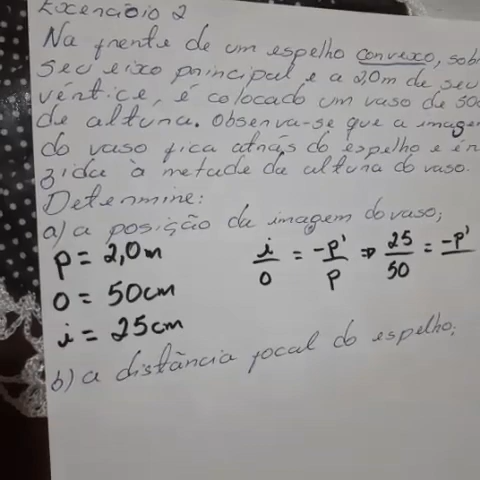 Exercício 2
Na frente de um espelho convexo, sob
seu eixo principal e a 2,0m de seu
vértice, é colocado um vaso de 50
de altura. Observa-se que a image
do vaso fica atrás do espelho e é
zida à metade da altura do vaso.
Determine:
a) a posição da imagem do vaso;
p = 2,0m
i/o = -p'/p ⇒ 25/50 = -p'/
o = 50cm
i = 25cm
b) a distância focal do espelho;